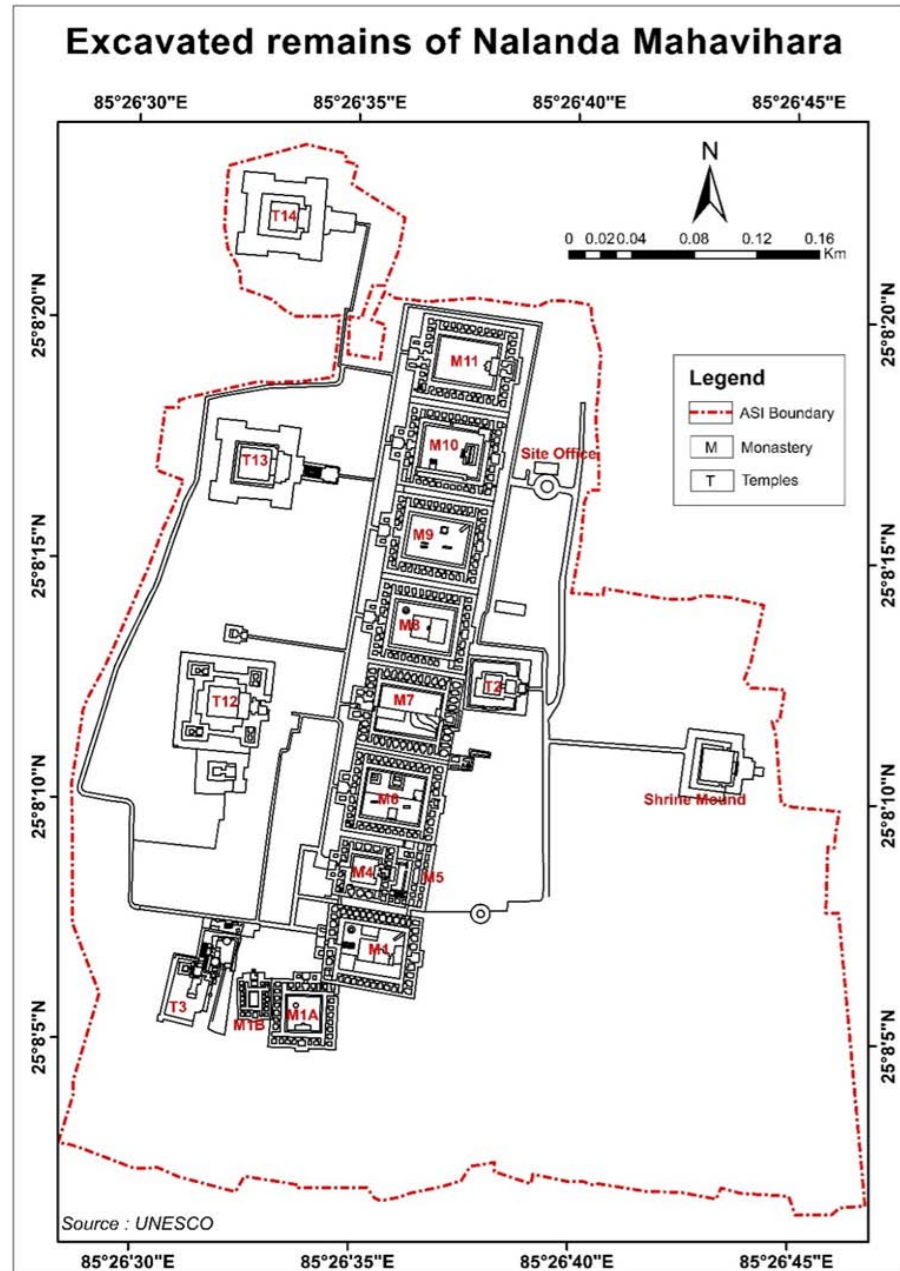 Excavated remains of Nalanda Mahavihara
85°26'30"E 85°26'35"E 85°26'40"E 85°26'45"E
N
0 0.02 0.04 0.08 0.12 0.16
Km
T14
25°8'20"N 25°8'20"N
M11
Legend
ASI Boundary
M Monastery
T Temples
M10
T13
Site Office
M9
25°8'15"N 25°8'15"N
M8
T2
T12
M7
25°8'10"N 25°8'10"N
M6
Shrine Mound
M4
M5
M1
T3
M1B
M1A
25°8'5"N 25°8'5"N
Source : UNESCO
85°26'30"E 85°26'35"E 85°26'40"E 85°26'45"E